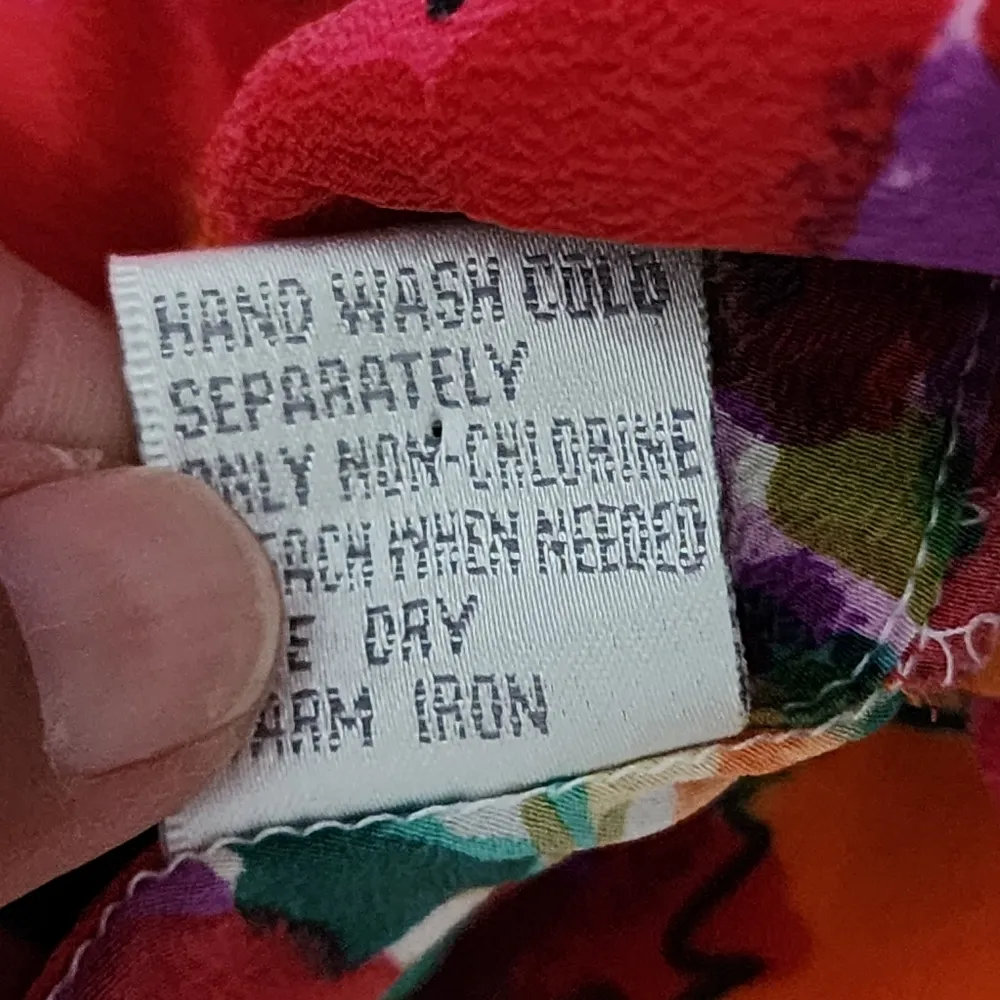 HAND WASH COLD
SEPARATELY
ONLY NON-CHLORINE
WHEN NEEDED
DRY
IRON